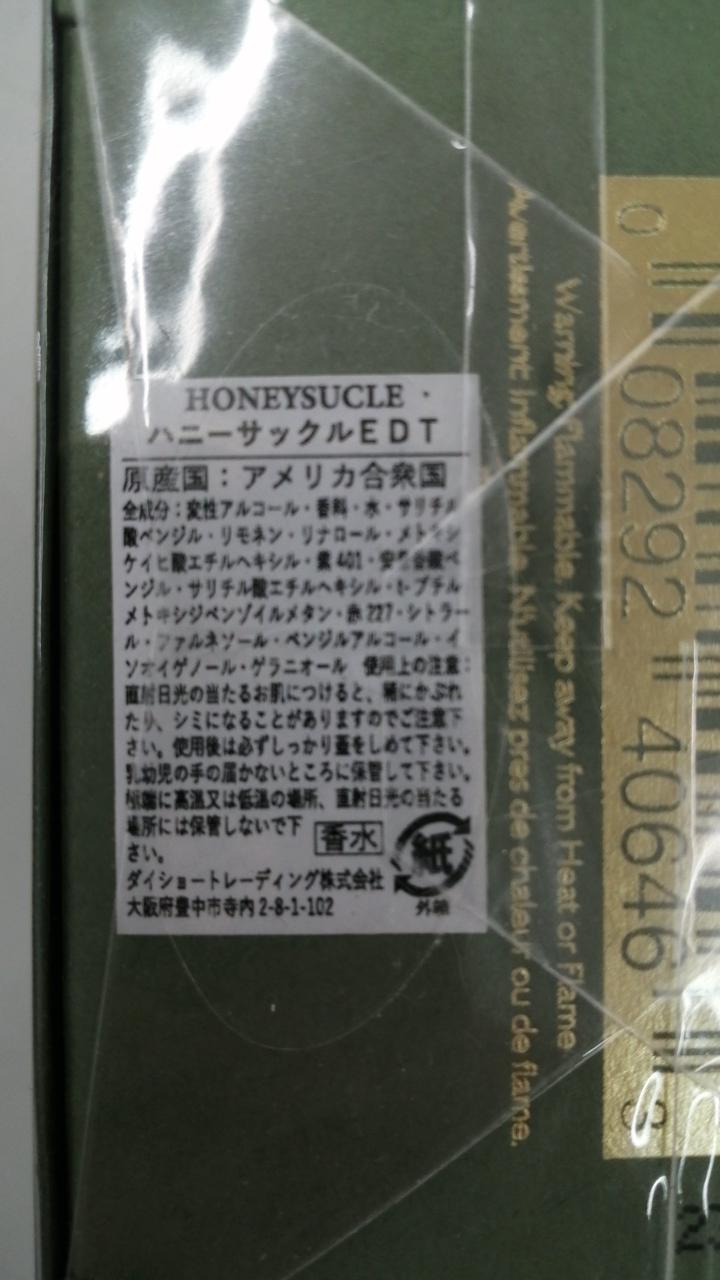 HONEYSUCLE ·
ハニーサックルEDT
原産国：アメリカ合衆国
全成分：変性アルコール・香料・水・サリチル
酸ベンジル・リモネン・リナロール・メトキシ
ケイヒ酸エチルヘキシル・紫401・安息香酸ベ
ンジル・サリチル酸エチルヘキシル・t-ブチル
メトキシジベンゾイルメタン・赤227・シトラー
ル・ファルネソール・ベンジルアルコール・イ
ソオイゲノール・ゲラニオール 使用上の注意：
直射日光の当たるお肌につけると、稀にかぶれ
たり、シミになることがありますのでご注意下
さい。使用後は必ずしっかり蓋をしめて下さい。
乳幼児の手の届かないところに保管して下さい。
極端に高温又は低温の場所、直射日光の当たる
場所には保管しないで下
さい。
香水
紙
外箱
ダイショートレーディング株式会社
大阪府豊中市寺内2-8-1-102
Warning: Flammable. Keep away from Heat or Flame
Avertisement: Inflammable. N'utilisez pres de chaleur ou de flame.
0 08292 40646 3